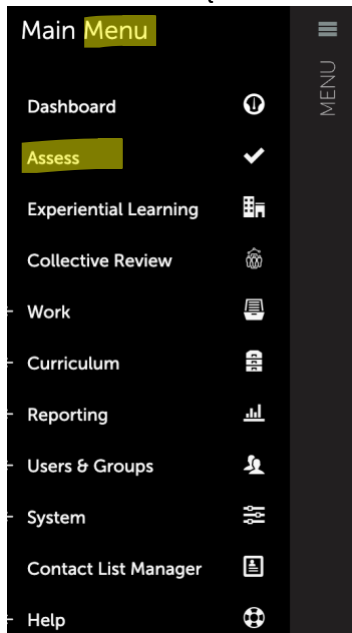 Main Menu
MENU
Dashboard
Assess
Experiential Learning
Collective Review
Work
Curriculum
Reporting
Users & Groups
System
Contact List Manager
Help